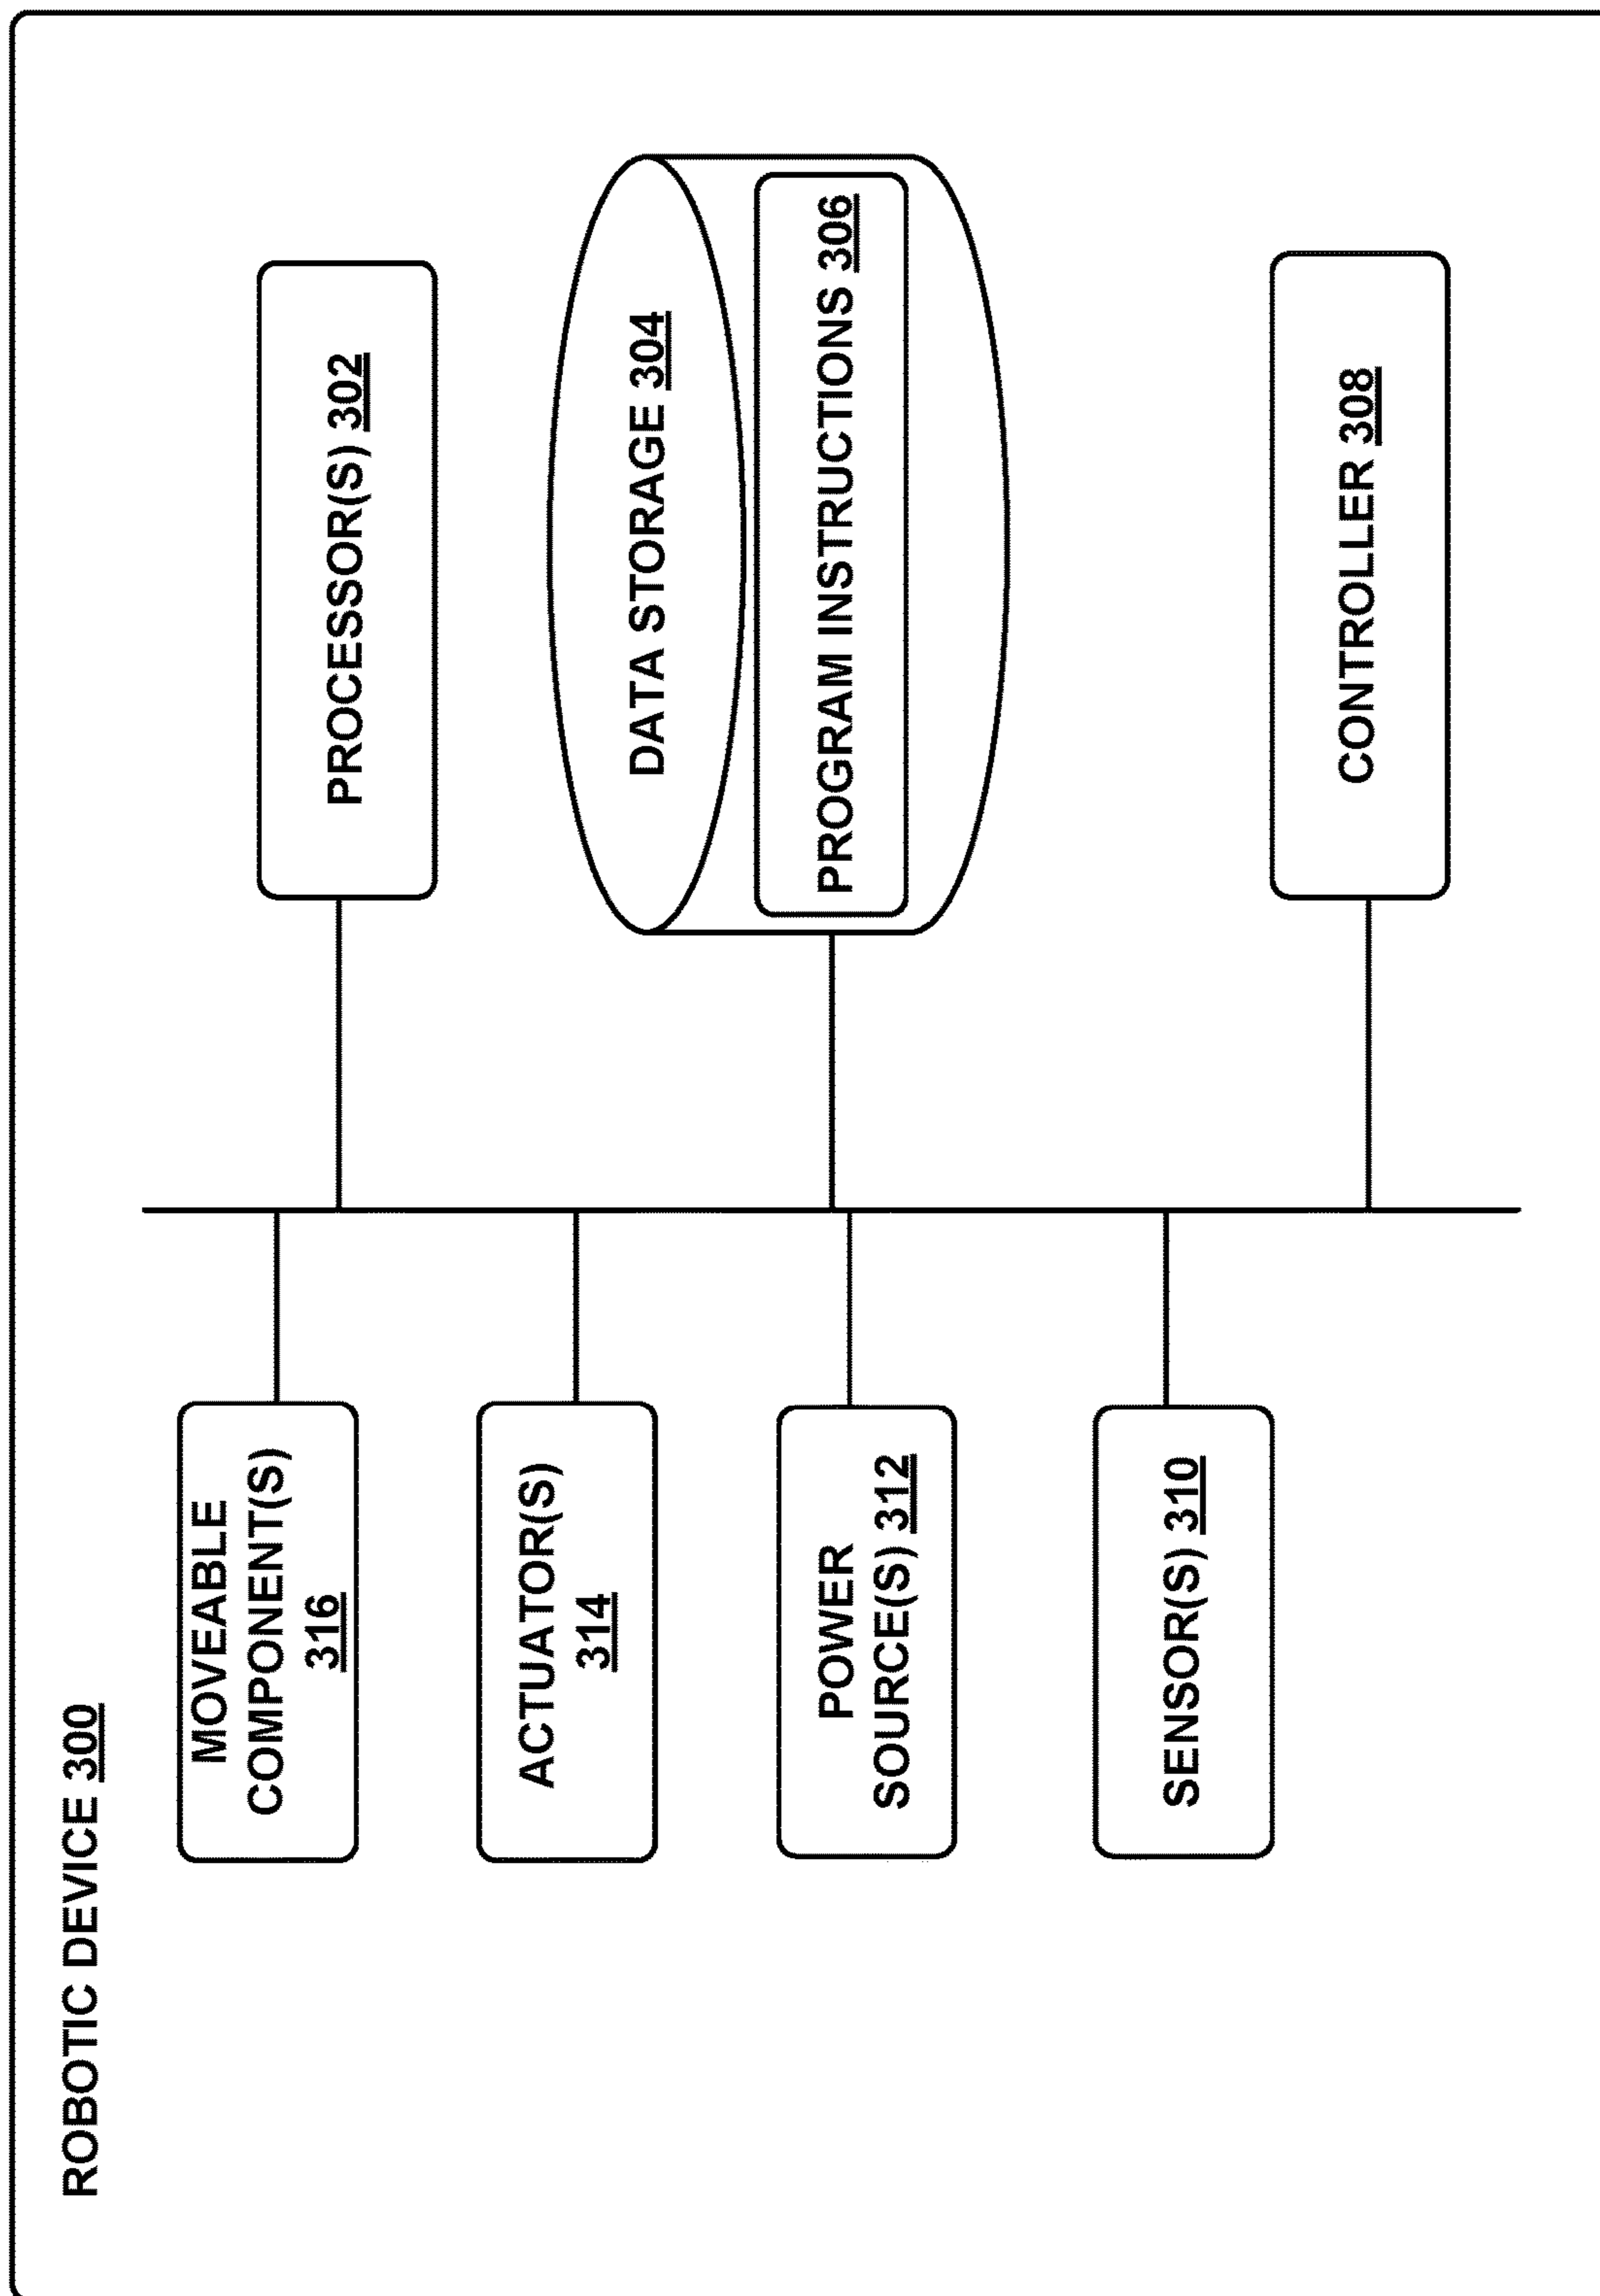 ROBOTIC DEVICE 300
MOVEABLE
COMPONENT(S)
316
ACTUATOR(S)
314
POWER
SOURCE(S) 312
SENSOR(S) 310
PROCESSOR(S) 302
DATA STORAGE 304
PROGRAM INSTRUCTIONS 306
CONTROLLER 308